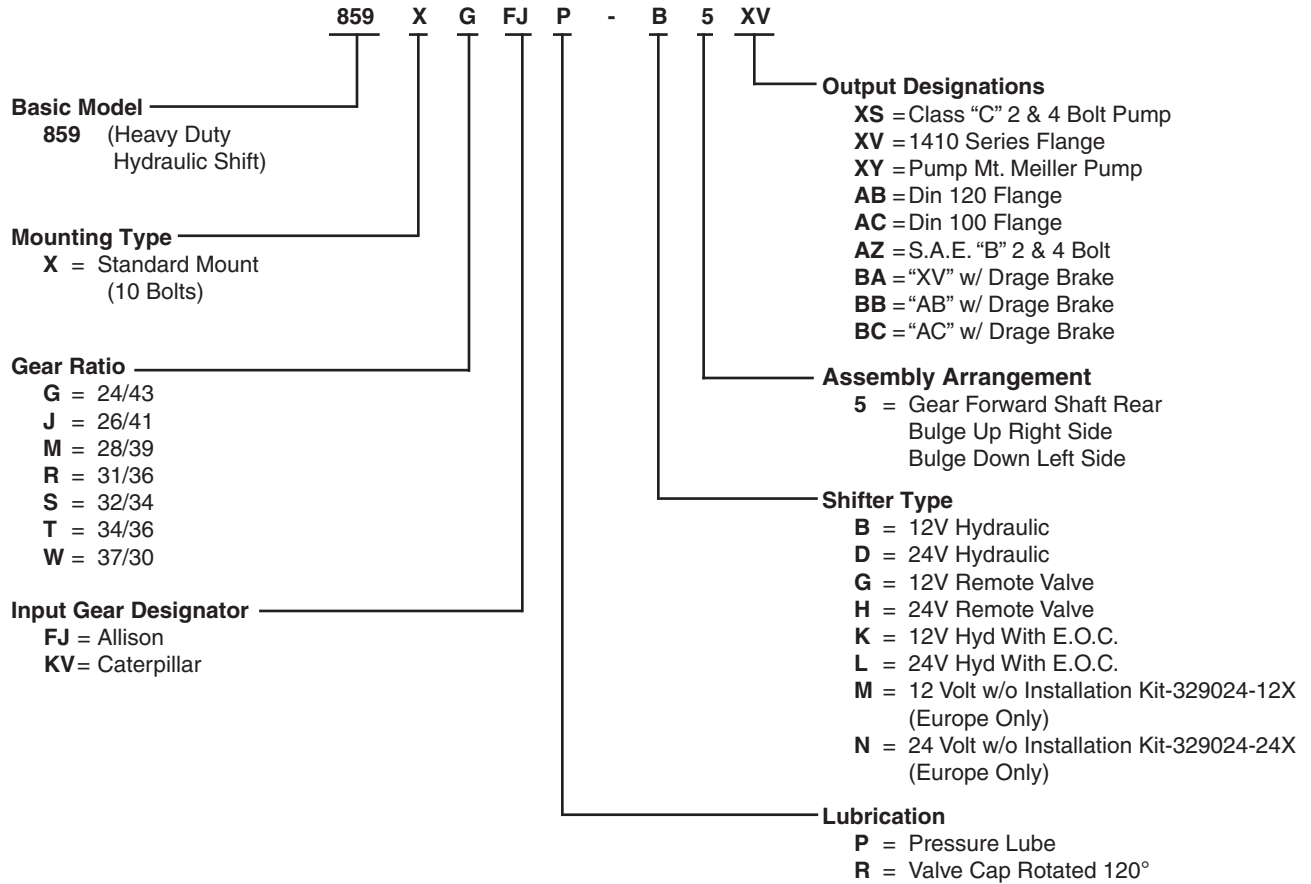 859 X G FJ P - B 5 XV
Basic Model
859 (Heavy Duty
Hydraulic Shift)
Mounting Type
X = Standard Mount
(10 Bolts)
Gear Ratio
G = 24/43
J = 26/41
M = 28/39
R = 31/36
S = 32/34
T = 34/36
W = 37/30
Input Gear Designator
FJ = Allison
KV= Caterpillar
Output Designations
XS =Class “C” 2 & 4 Bolt Pump
XV =1410 Series Flange
XY =Pump Mt. Meiller Pump
AB =Din 120 Flange
AC =Din 100 Flange
AZ =S.A.E. “B” 2 & 4 Bolt
BA =“XV” w/ Drage Brake
BB =“AB” w/ Drage Brake
BC =“AC” w/ Drage Brake
Assembly Arrangement
5 = Gear Forward Shaft Rear
Bulge Up Right Side
Bulge Down Left Side
Shifter Type
B = 12V Hydraulic
D = 24V Hydraulic
G = 12V Remote Valve
H = 24V Remote Valve
K = 12V Hyd With E.O.C.
L = 24V Hyd With E.O.C.
M = 12 Volt w/o Installation Kit-329024-12X
(Europe Only)
N = 24 Volt w/o Installation Kit-329024-24X
(Europe Only)
Lubrication
P = Pressure Lube
R = Valve Cap Rotated 120°